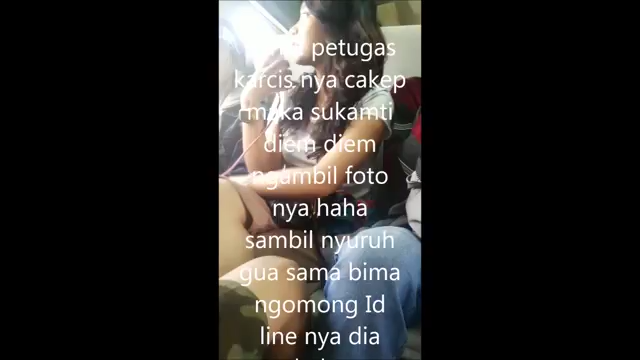 petugas
karcis nya cakep
maka sukamti
diem diem
ngambil foto
nya haha
sambil nyuruh
gua sama bima
ngomong Id
line nya dia